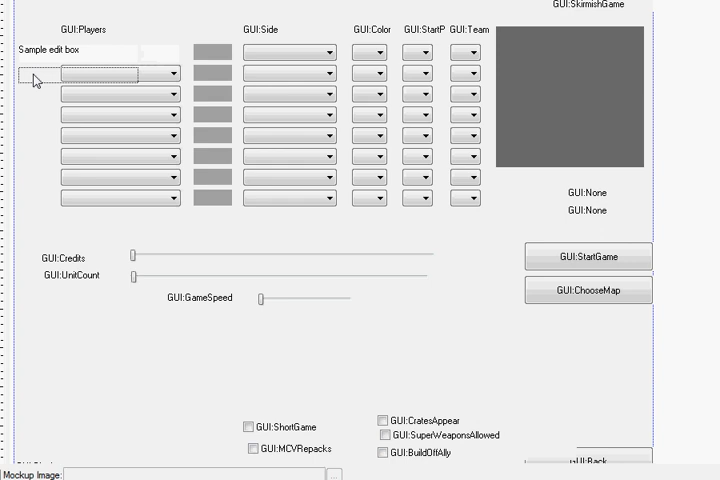 GUI:SkirmishGame
GUI:Players GUI:Side GUI:Color GUI:StartP GUI:Team
Sample edit box
GUI:None
GUI:None
GUI:Credits
GUI:UnitCount
GUI:GameSpeed
GUI:StartGame
GUI:ChooseMap
GUI:ShortGame
GUI:MCVRepacks
GUI:CratesAppear
GUI:SuperWeaponsAllowed
GUI:BuildOffAlly
GUI:Back
Mockup Image:
...